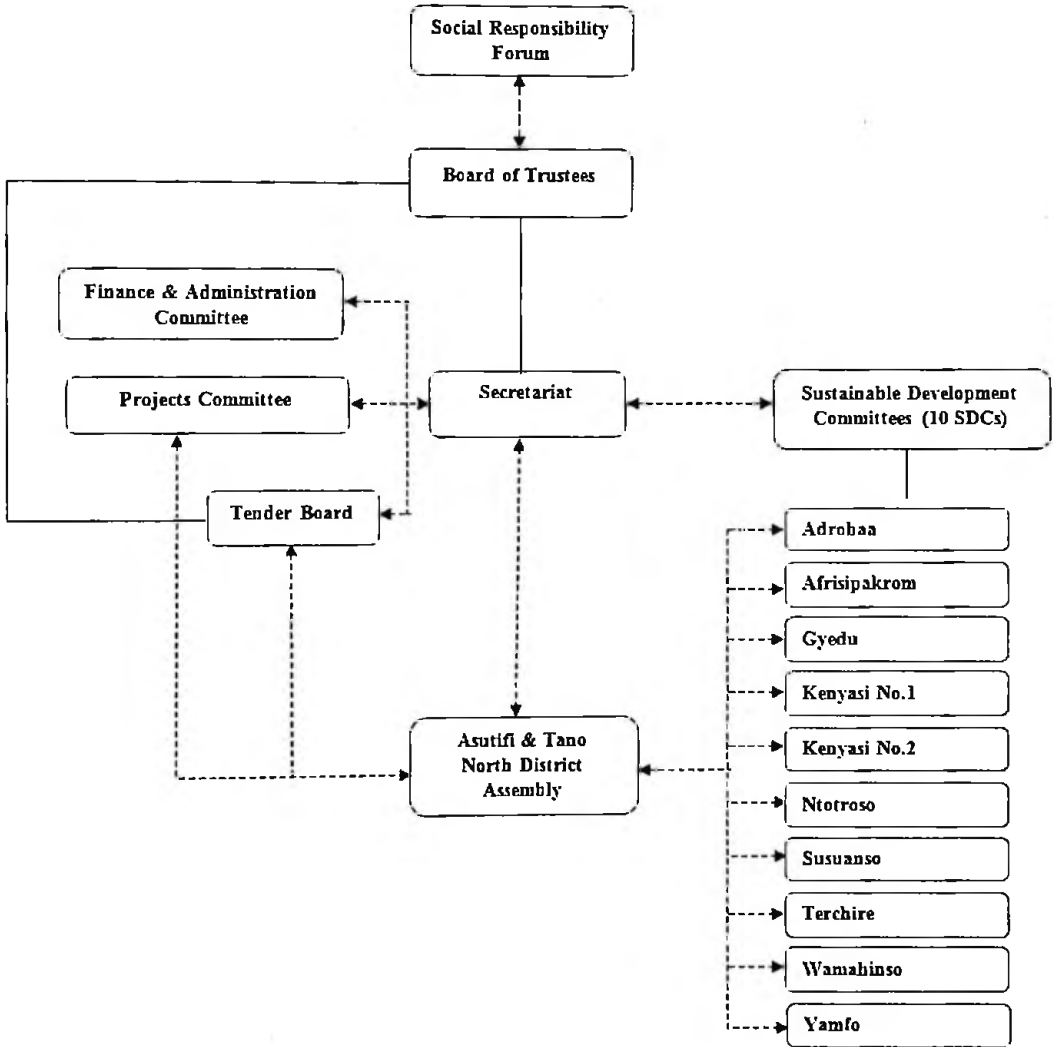 Social Responsibility
Forum
Board of Trustees
Finance & Administration
Committee
Projects Committee
Secretariat
Sustainable Development
Committees (10 SDCs)
Tender Board
Adrobaa
Afrisipakrom
Gyedu
Kenyasi No.1
Kenyasi No.2
Asutifi & Tano
North District
Assembly
Ntotroso
Susuanso
Terchire
Wamahinso
Yamfo